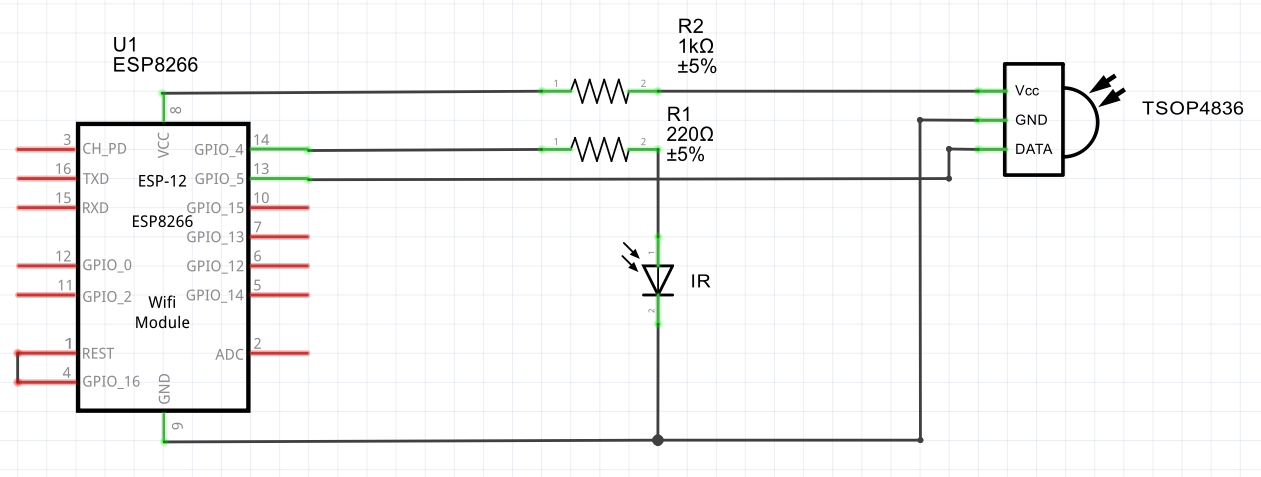 U1
ESP8266
R2
1kΩ
±5%
R1
220Ω
±5%
1
2
1
2
Vcc
GND
DATA
TSOP4836
8
VCC
3
CH_PD
16
TXD
15
RXD
12
GPIO_0
11
GPIO_2
1
REST
4
GPIO_16
ESP-12
ESP8266
Wifi
Module
14
GPIO_4
13
GPIO_5
10
GPIO_15
7
GPIO_13
6
GPIO_12
5
GPIO_14
2
ADC
GND
9
1
IR
2